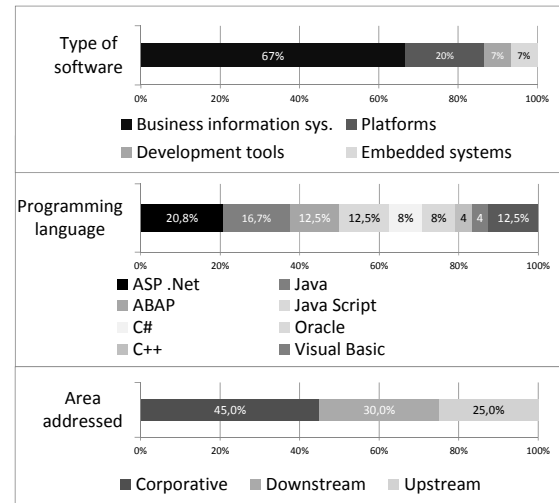 Type of software
67% 20% 7% 7%
0% 20% 40% 60% 80% 100%
Business information sys. Platforms
Development tools Embedded systems
Programming language
20,8% 16,7% 12,5% 12,5% 8% 8% 4 4 12,5%
0% 20% 40% 60% 80% 100%
ASP .Net Java
ABAP Java Script
C# Oracle
C++ Visual Basic
Area addressed
45,0% 30,0% 25,0%
0% 20% 40% 60% 80% 100%
Corporative Downstream Upstream